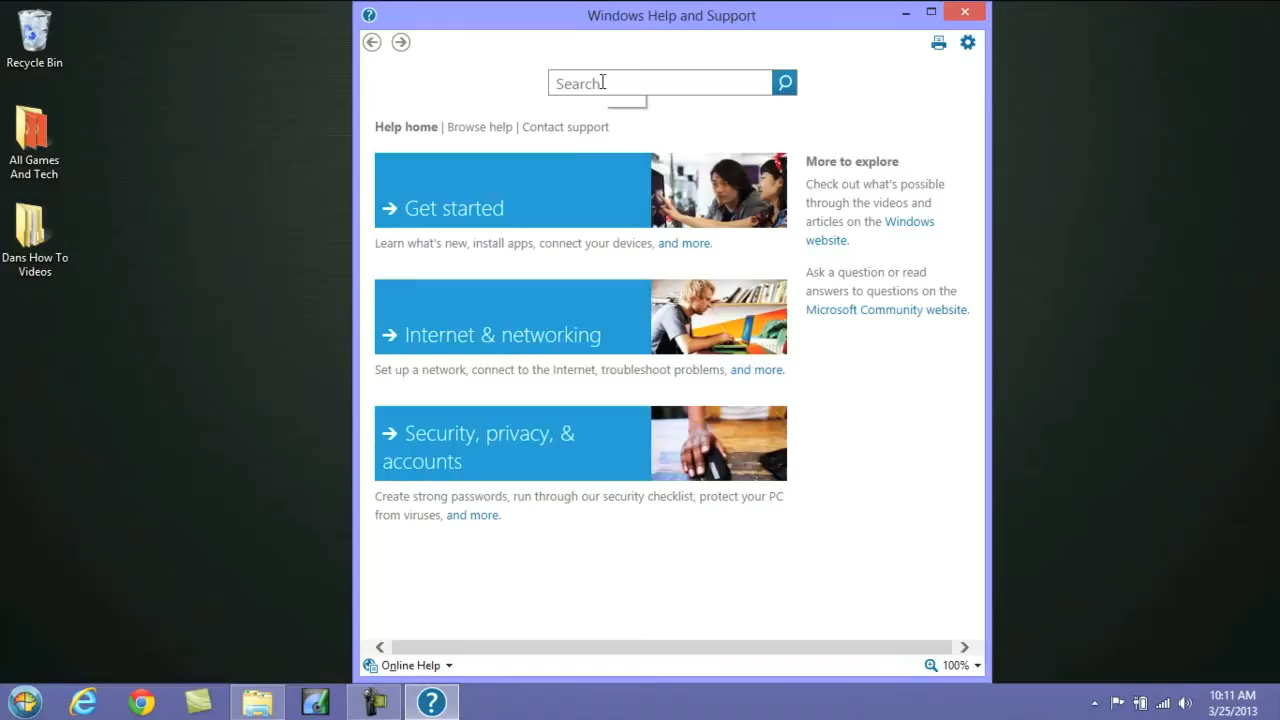 Windows Help and Support
Recycle Bin
All Games
And Tech
Dans How To
Videos
Search
Help home | Browse help | Contact support
Get started
Learn what's new, install apps, connect your devices, and more.
Internet & networking
Set up a network, connect to the Internet, troubleshoot problems, and more.
Security, privacy, &
accounts
Create strong passwords, run through our security checklist, protect your PC
from viruses, and more.
More to explore
Check out what's possible
through the videos and
articles on the Windows
website.
Ask a question or read
answers to questions on the
Microsoft Community website.
Online Help
100%
10:11 AM
3/25/2013